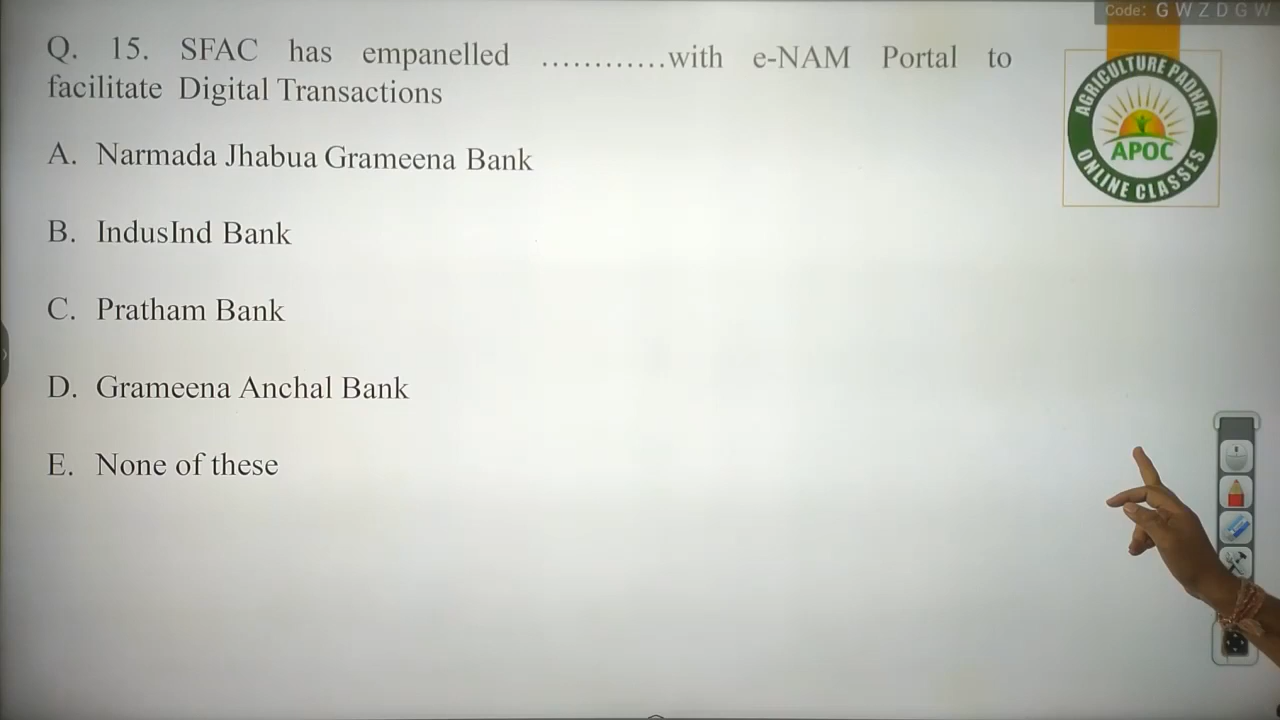 Code: G W Z D G W
Q. 15. SFAC has empanelled ............with e-NAM Portal to
facilitate Digital Transactions
A. Narmada Jhabua Grameena Bank
B. IndusInd Bank
C. Pratham Bank
D. Grameena Anchal Bank
E. None of these
AGRICULTURE PADHAI
APOC
ONLINE CLASSES